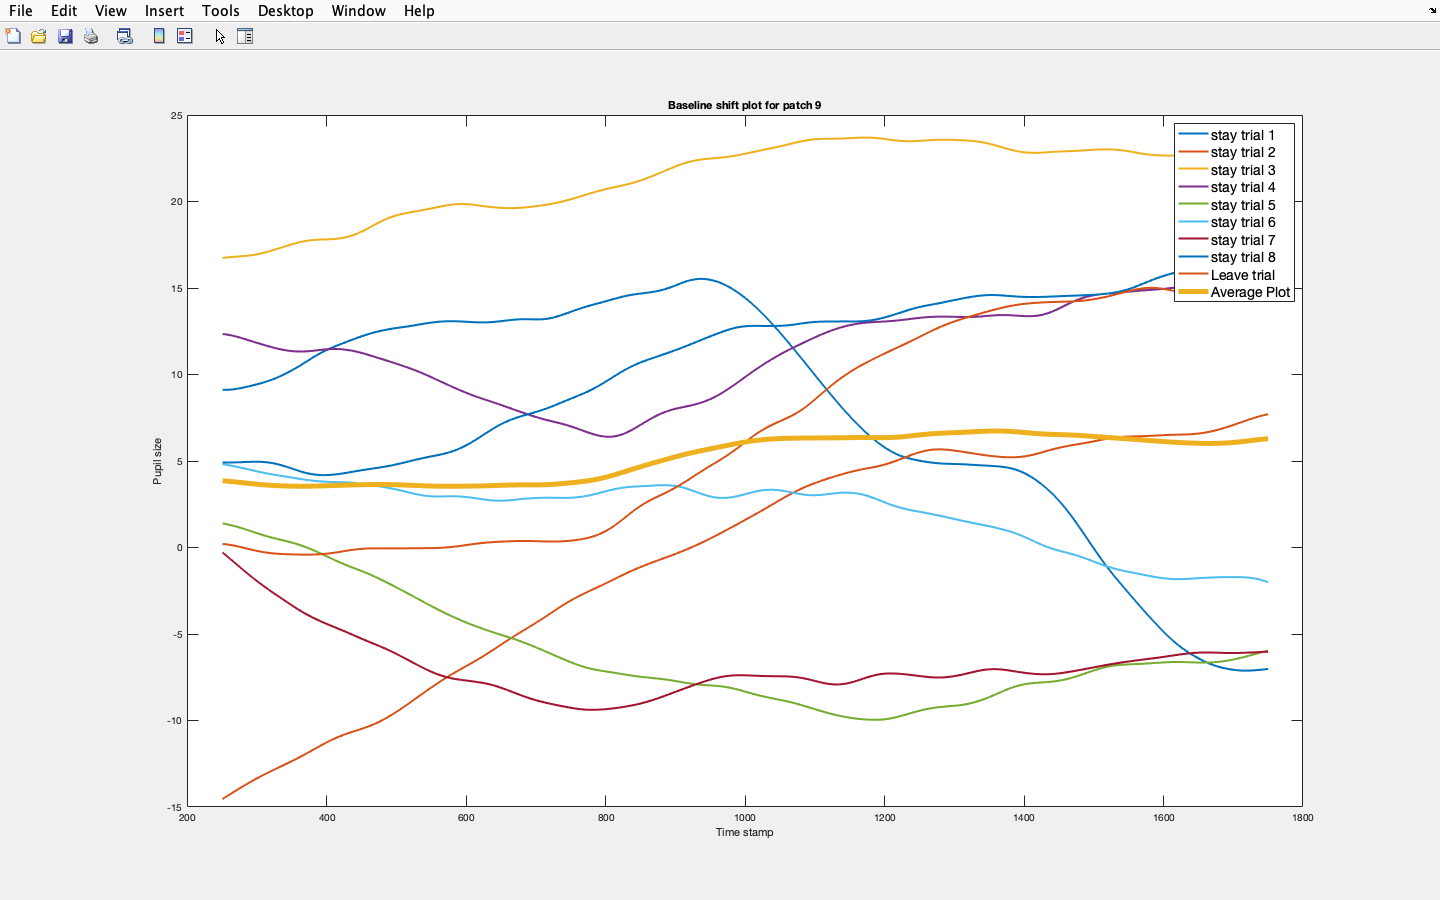 File Edit View Insert Tools Desktop Window Help
Baseline shift plot for patch 9
25
20
15
10
5
0
-5
-10
-15
Pupil size
200 400 600 800 1000 1200 1400 1600 1800
Time stamp
stay trial 1
stay trial 2
stay trial 3
stay trial 4
stay trial 5
stay trial 6
stay trial 7
stay trial 8
Leave trial
Average Plot